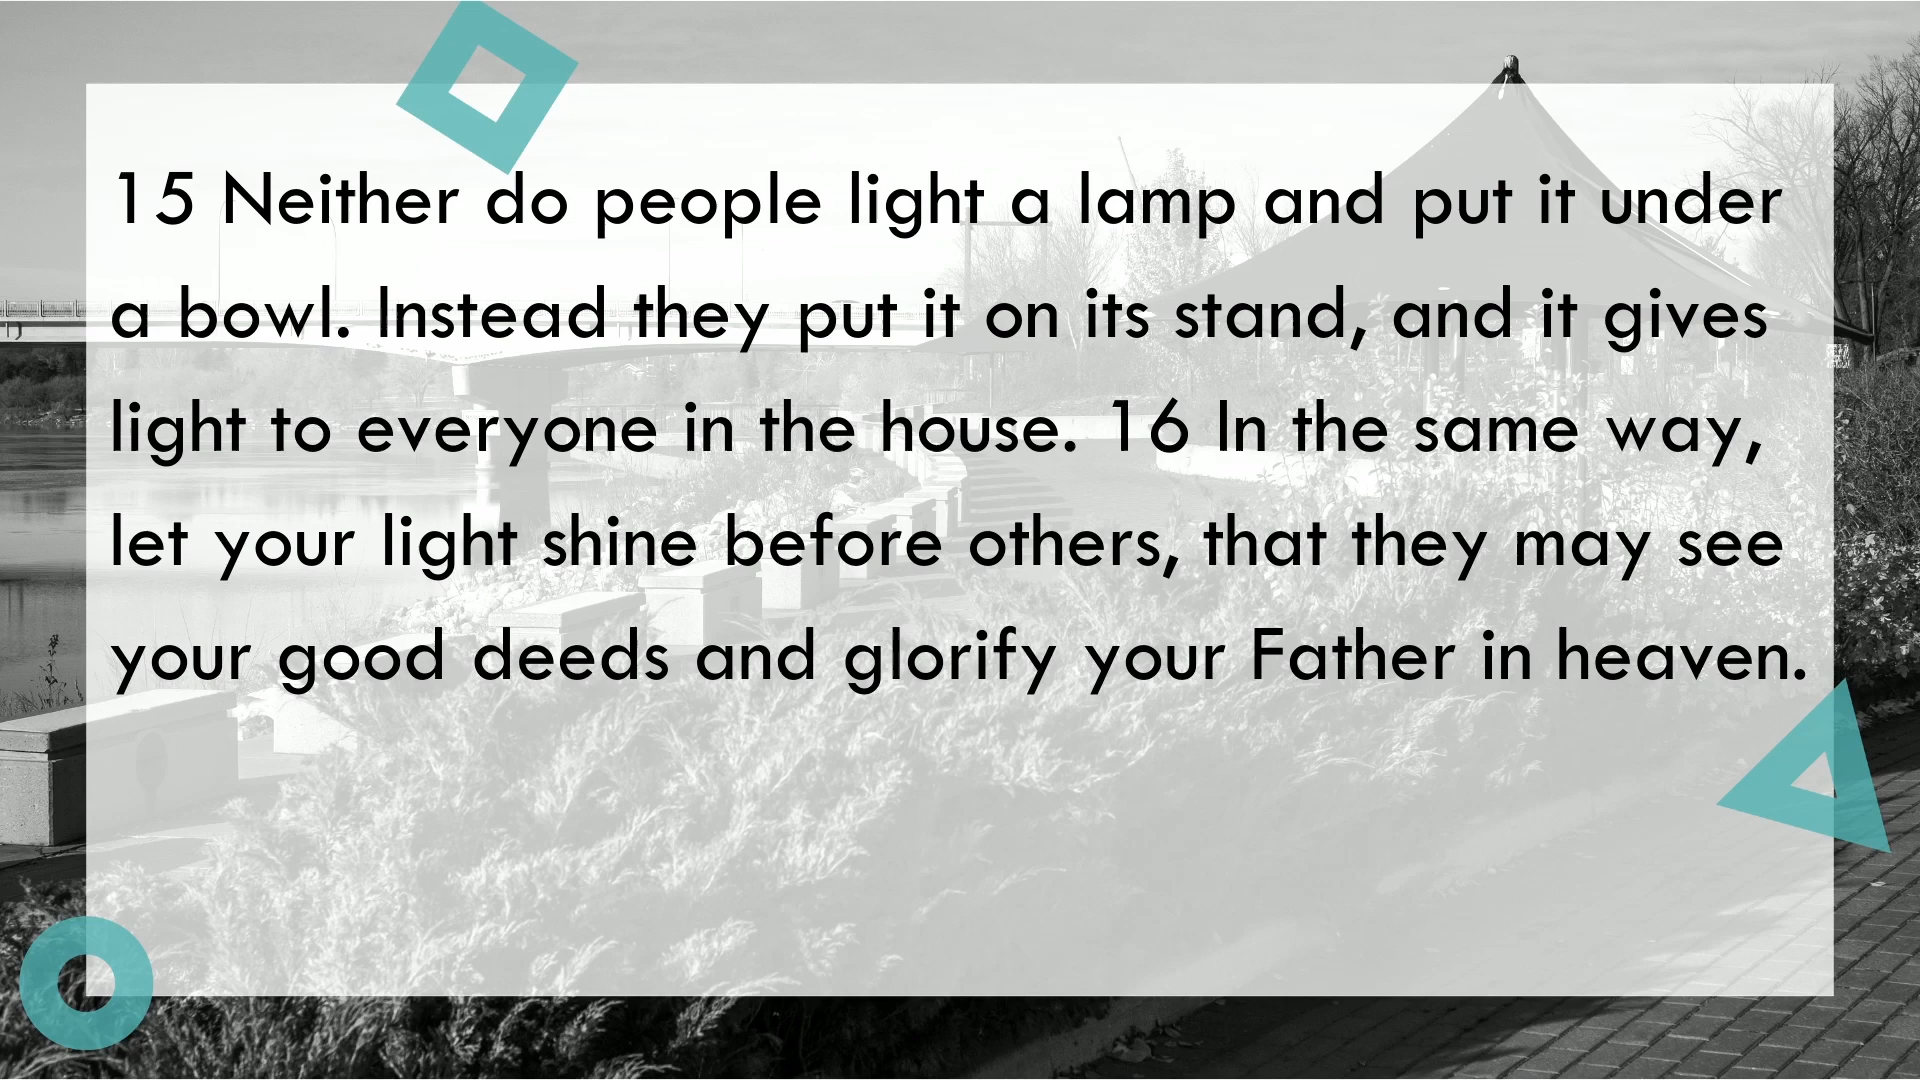 15 Neither do people light a lamp and put it under
a bowl. Instead they put it on its stand, and it gives
light to everyone in the house. 16 In the same way,
let your light shine before others, that they may see
your good deeds and glorify your Father in heaven.